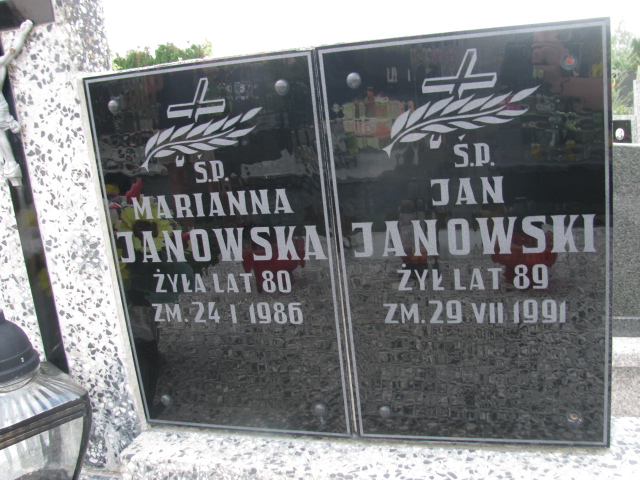 Ś.P.
MARIANNA
JANOWSKA
ŻYŁA LAT 80
ZM. 24 I 1986
Ś.P.
JAN
JANOWSKI
ŻYŁ LAT 89
ZM. 29 VII 1991